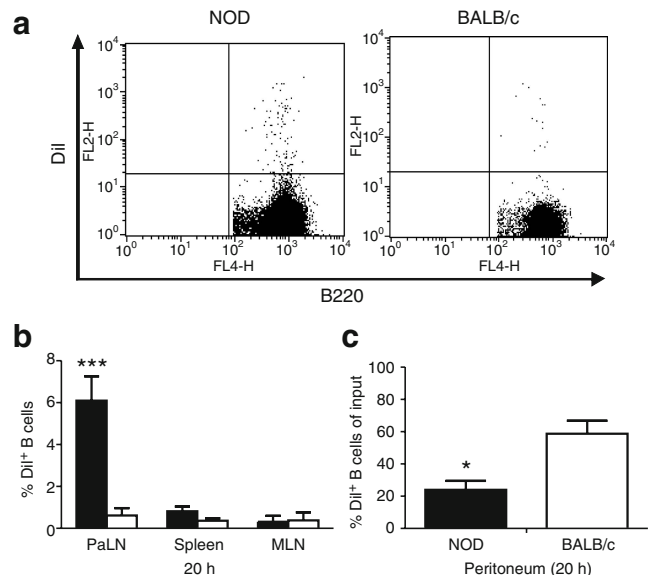 a
NOD
BALB/c
DiI
FL2-H
10⁴
10³
10²
10¹
10⁰
10⁰ 10¹ 10² 10³ 10⁴
FL4-H
FL2-H
10⁴
10³
10²
10¹
10⁰
10⁰ 10¹ 10² 10³ 10⁴
FL4-H
B220
b
% DiI⁺ B cells
8
6
4
2
0
***
PaLN Spleen MLN
20 h
c
% DiI⁺ B cells of input
100
80
60
40
20
0
*
NOD BALB/c
Peritoneum (20 h)